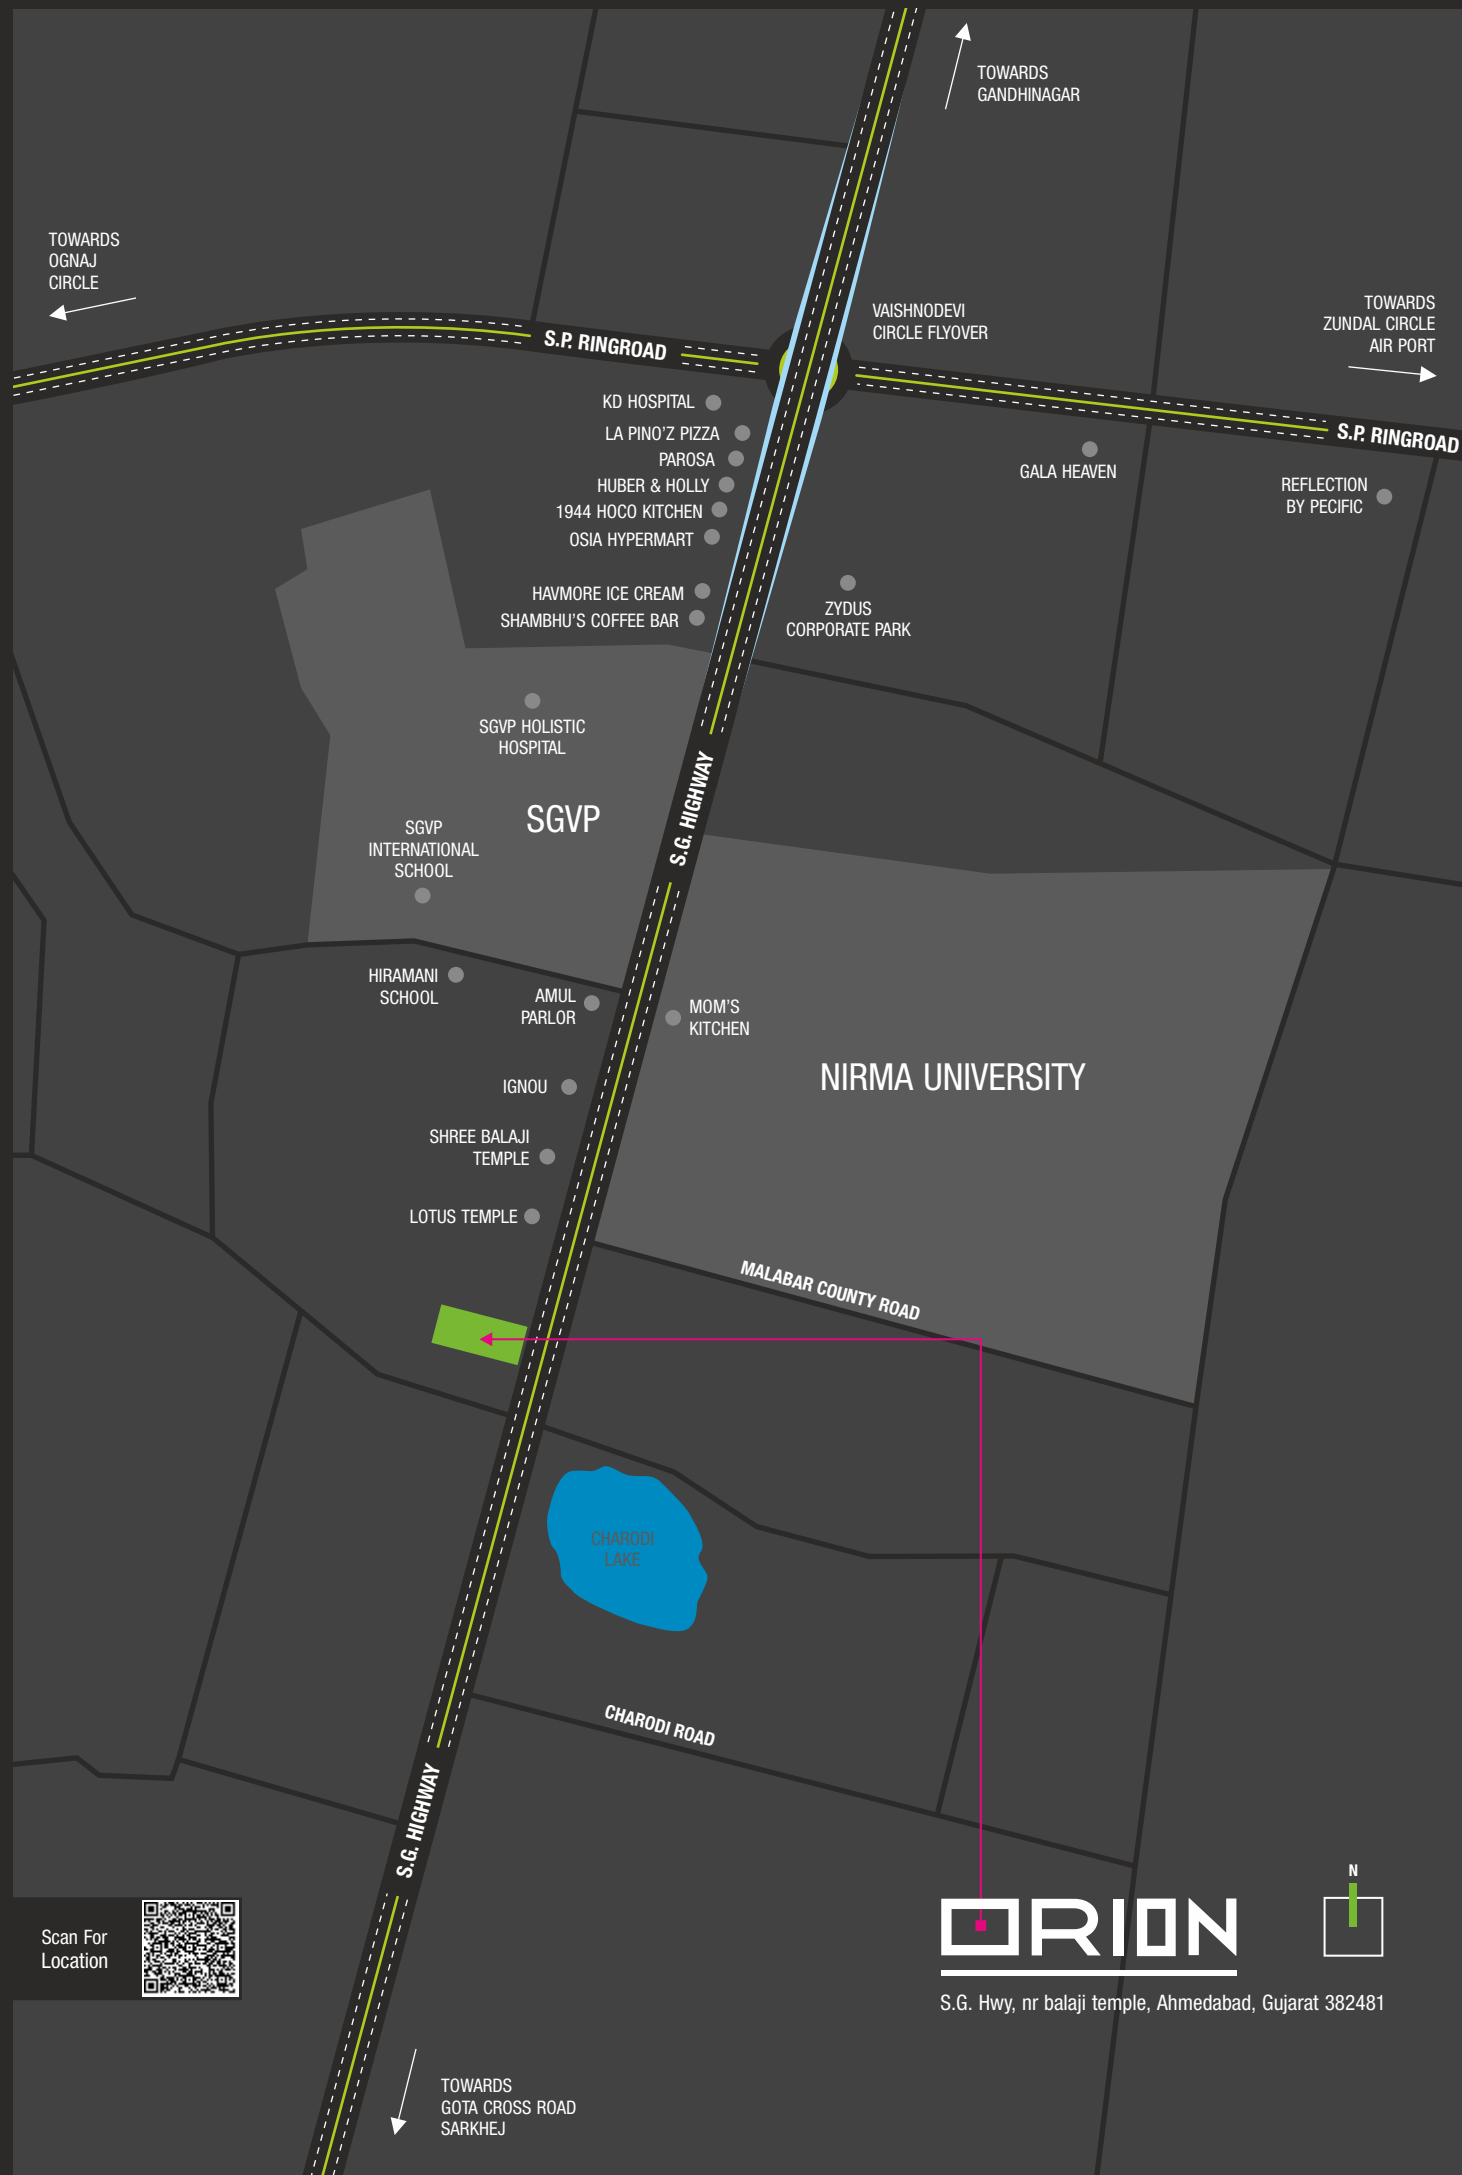 TOWARDS
GANDHINAGAR
TOWARDS
OGNAJ
CIRCLE
VAISHNODEVI
CIRCLE FLYOVER
TOWARDS
ZUNDAL CIRCLE
AIR PORT
S.P. RINGROAD
S.P. RINGROAD
KD HOSPITAL
LA PINO'Z PIZZA
PAROSA
HUBER & HOLLY
1944 HOCO KITCHEN
OSIA HYPERMART
GALA HEAVEN
REFLECTION
BY PECIFIC
HAVMORE ICE CREAM
SHAMBHU'S COFFEE BAR
ZYDUS
CORPORATE PARK
SGVP HOLISTIC
HOSPITAL
SGVP
S.G. HIGHWAY
SGVP
INTERNATIONAL
SCHOOL
HIRAMANI
SCHOOL
AMUL
PARLOR
MOM'S
KITCHEN
NIRMA UNIVERSITY
IGNOU
SHREE BALAJI
TEMPLE
LOTUS TEMPLE
MALABAR COUNTY ROAD
CHARODI
LAKE
CHARODI ROAD
S.G. HIGHWAY
N
Scan For
Location
ORION
S.G. Hwy, nr balaji temple, Ahmedabad, Gujarat 382481
TOWARDS
GOTA CROSS ROAD
SARKHEJ